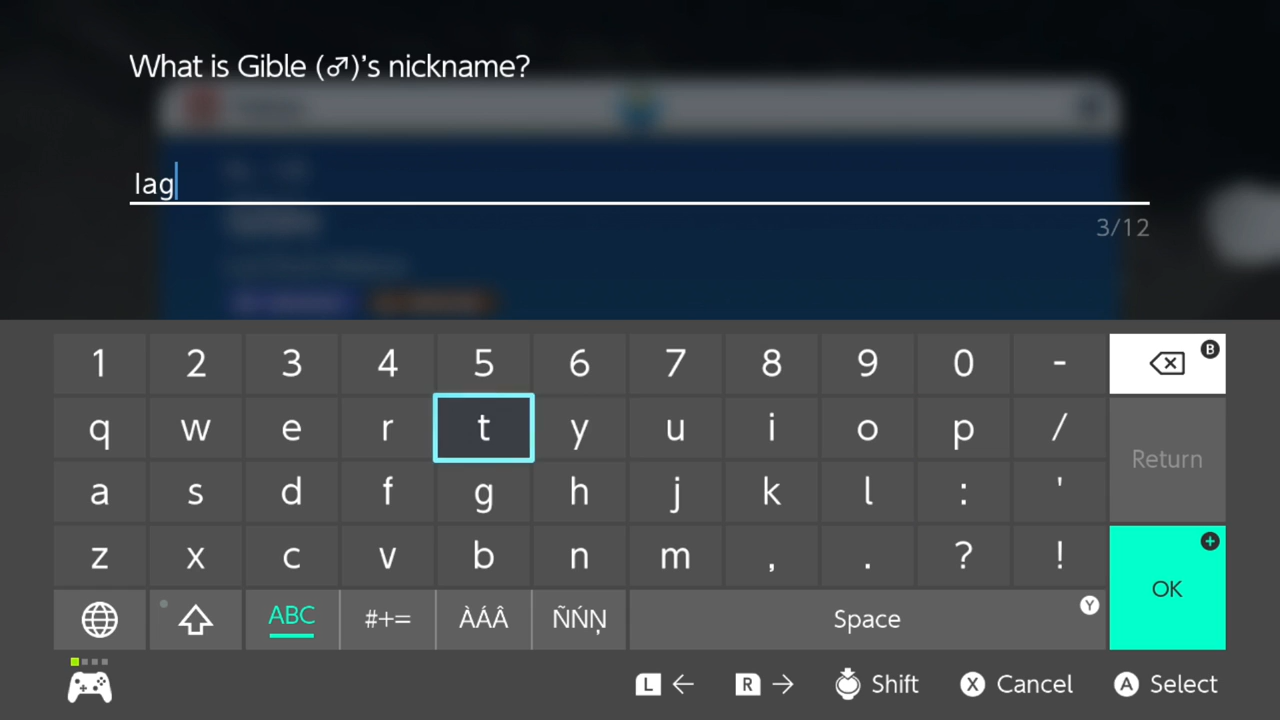 What is Gible (♂)'s nickname?
lag
3/12
1 2 3 4 5 6 7 8 9 0 - B
q w e r t y u i o p /
Return
a s d f g h j k l : '
z x c v b n m , . ? ! +
OK
ABC #+= ÀÁÂ ÑŃŅ Space Y
L ← R → Shift X Cancel A Select